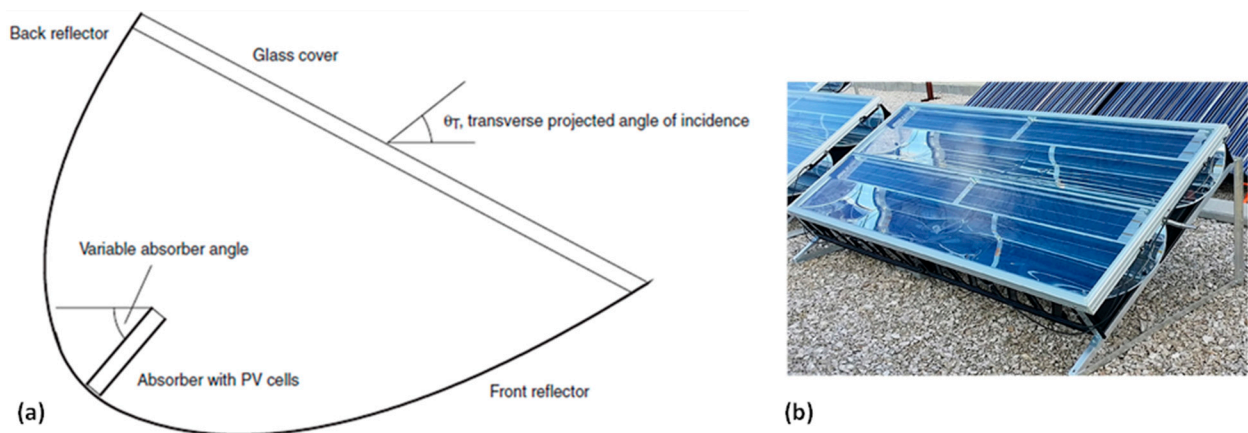 Back reflector
Glass cover
θT, transverse projected angle of incidence
Variable absorber angle
Absorber with PV cells
Front reflector
(a)
(b)